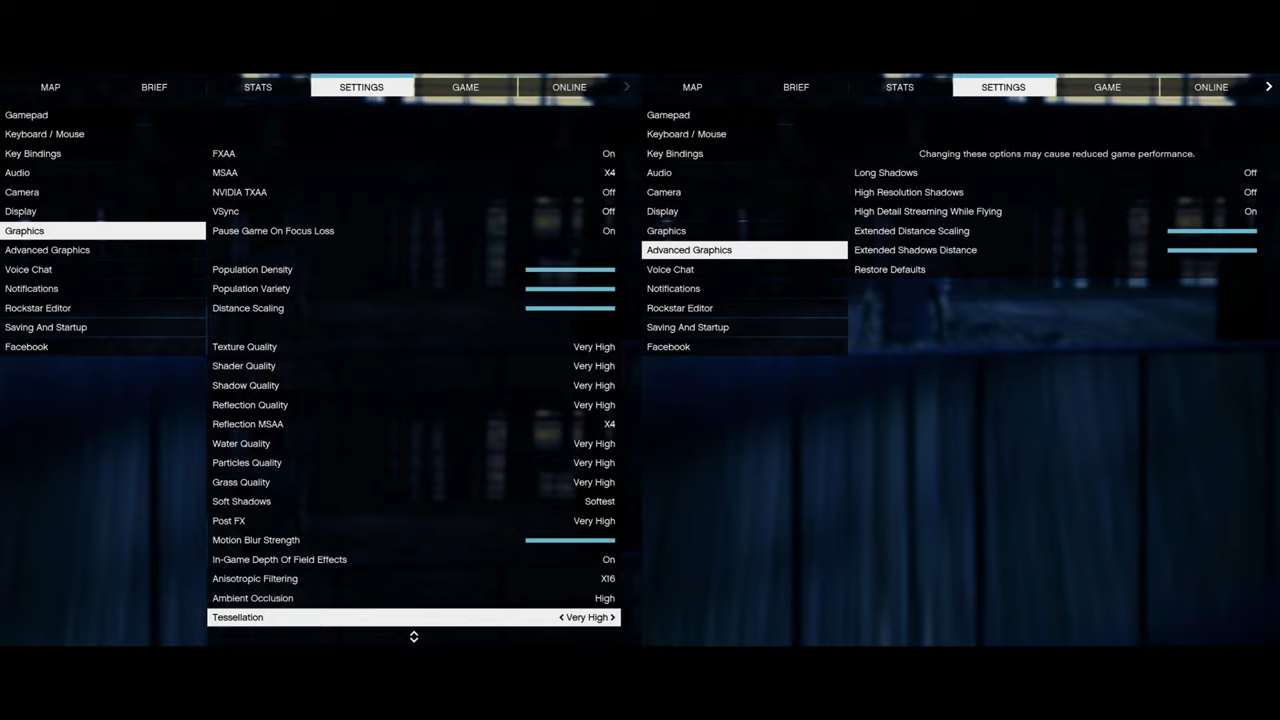 MAP BRIEF STATS SETTINGS GAME ONLINE
Gamepad
Keyboard / Mouse
Key Bindings
Audio
Camera
Display
Graphics
Advanced Graphics
Voice Chat
Notifications
Rockstar Editor
Saving And Startup
Facebook
FXAA On
MSAA X4
NVIDIA TXAA Off
VSync Off
Pause Game On Focus Loss On
Population Density
Population Variety
Distance Scaling
Texture Quality Very High
Shader Quality Very High
Shadow Quality Very High
Reflection Quality Very High
Reflection MSAA X4
Water Quality Very High
Particles Quality Very High
Grass Quality Very High
Soft Shadows Softest
Post FX Very High
Motion Blur Strength
In-Game Depth Of Field Effects On
Anisotropic Filtering X16
Ambient Occlusion High
Tessellation < Very High >
MAP BRIEF STATS SETTINGS GAME ONLINE
Gamepad
Keyboard / Mouse
Key Bindings
Audio
Camera
Display
Graphics
Advanced Graphics
Voice Chat
Notifications
Rockstar Editor
Saving And Startup
Facebook
Changing these options may cause reduced game performance.
Long Shadows Off
High Resolution Shadows Off
High Detail Streaming While Flying On
Extended Distance Scaling
Extended Shadows Distance
Restore Defaults